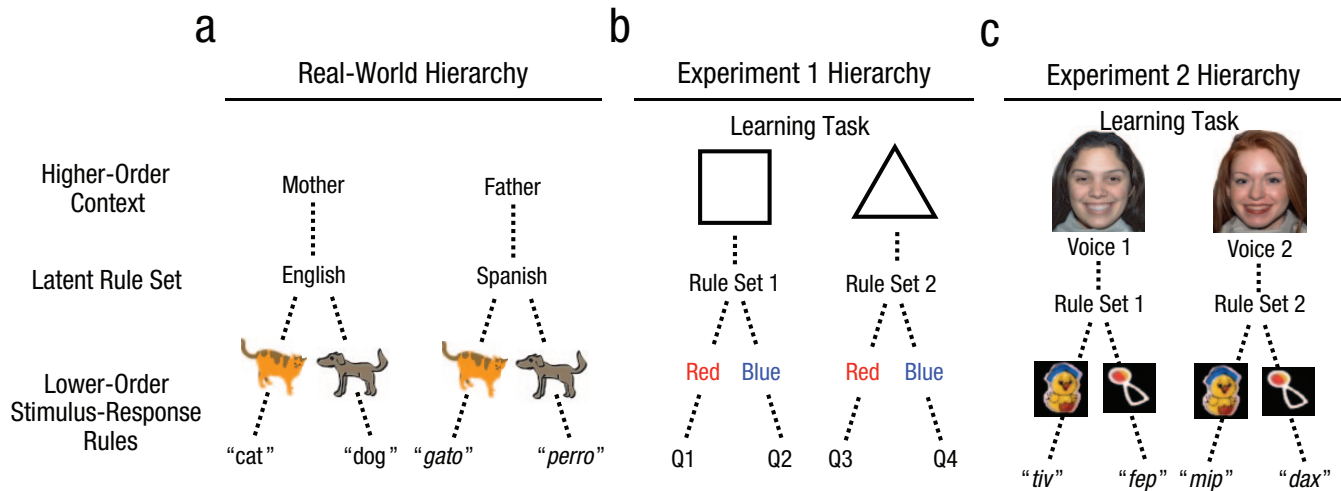 a
Real-World Hierarchy
Higher-Order
Context
Mother
Father
Latent Rule Set
English
Spanish
Lower-Order
Stimulus-Response
Rules
“cat”
“dog”
“gato”
“perro”
b
Experiment 1 Hierarchy
Learning Task
Rule Set 1
Rule Set 2
Red
Blue
Red
Blue
Q1
Q2
Q3
Q4
c
Experiment 2 Hierarchy
Learning Task
Voice 1
Voice 2
Rule Set 1
Rule Set 2
“tiv”
“fep”
“mip”
“dax”